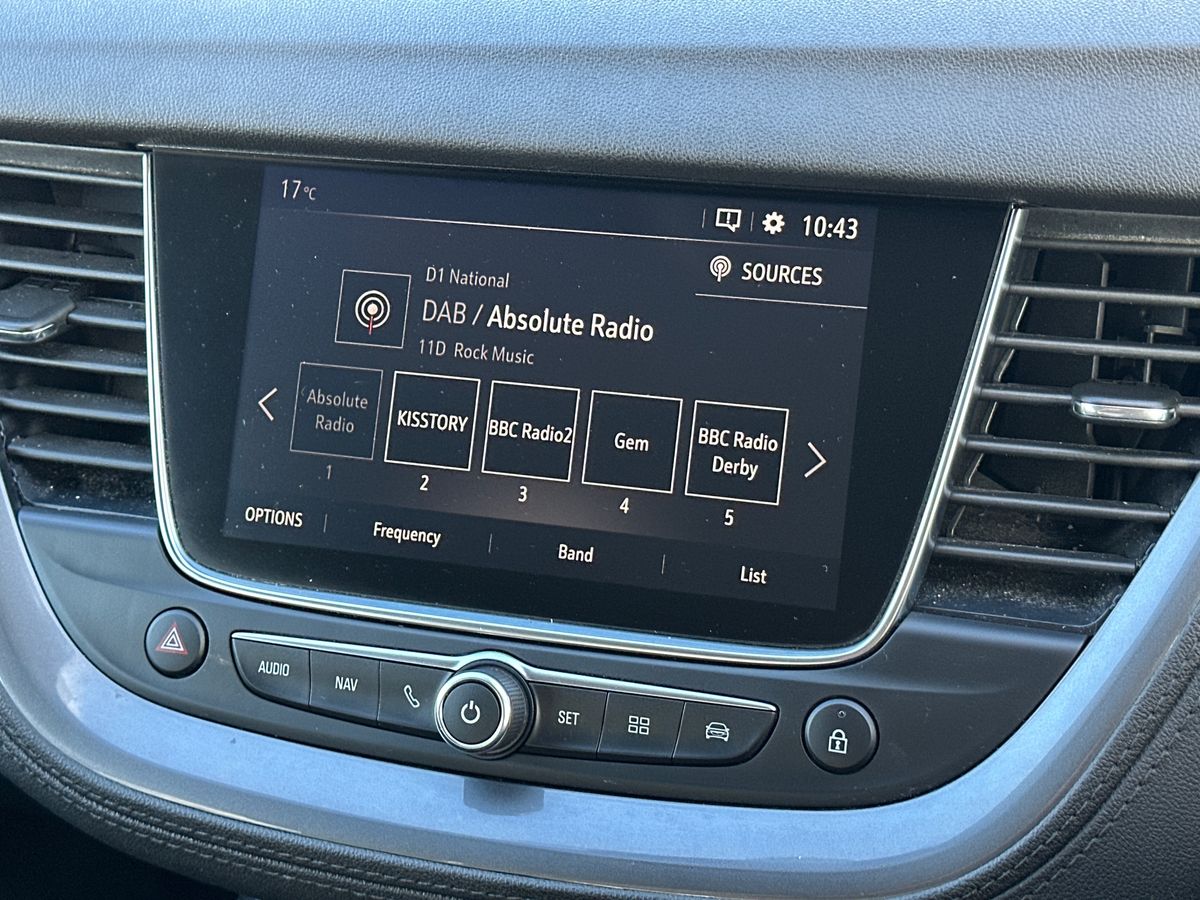 17°C
10:43
SOURCES
D1 National
DAB / Absolute Radio
11D Rock Music
Absolute
Radio
KISSTORY
BBC Radio2
Gem
BBC Radio
Derby
1
2
3
4
5
OPTIONS
Frequency
Band
List
AUDIO
NAV
SET